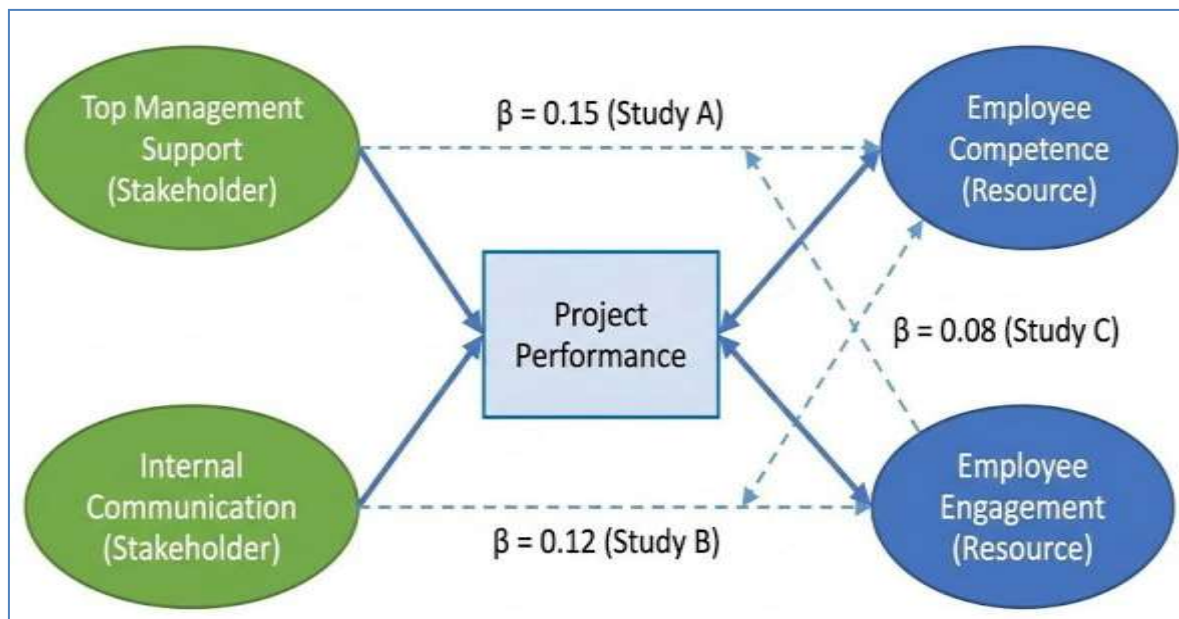 Top Management
Support
(Stakeholder)
β = 0.15 (Study A)
Employee
Competence
(Resource)
Project
Performance
β = 0.08 (Study C)
Internal
Communication
(Stakeholder)
β = 0.12 (Study B)
Employee
Engagement
(Resource)